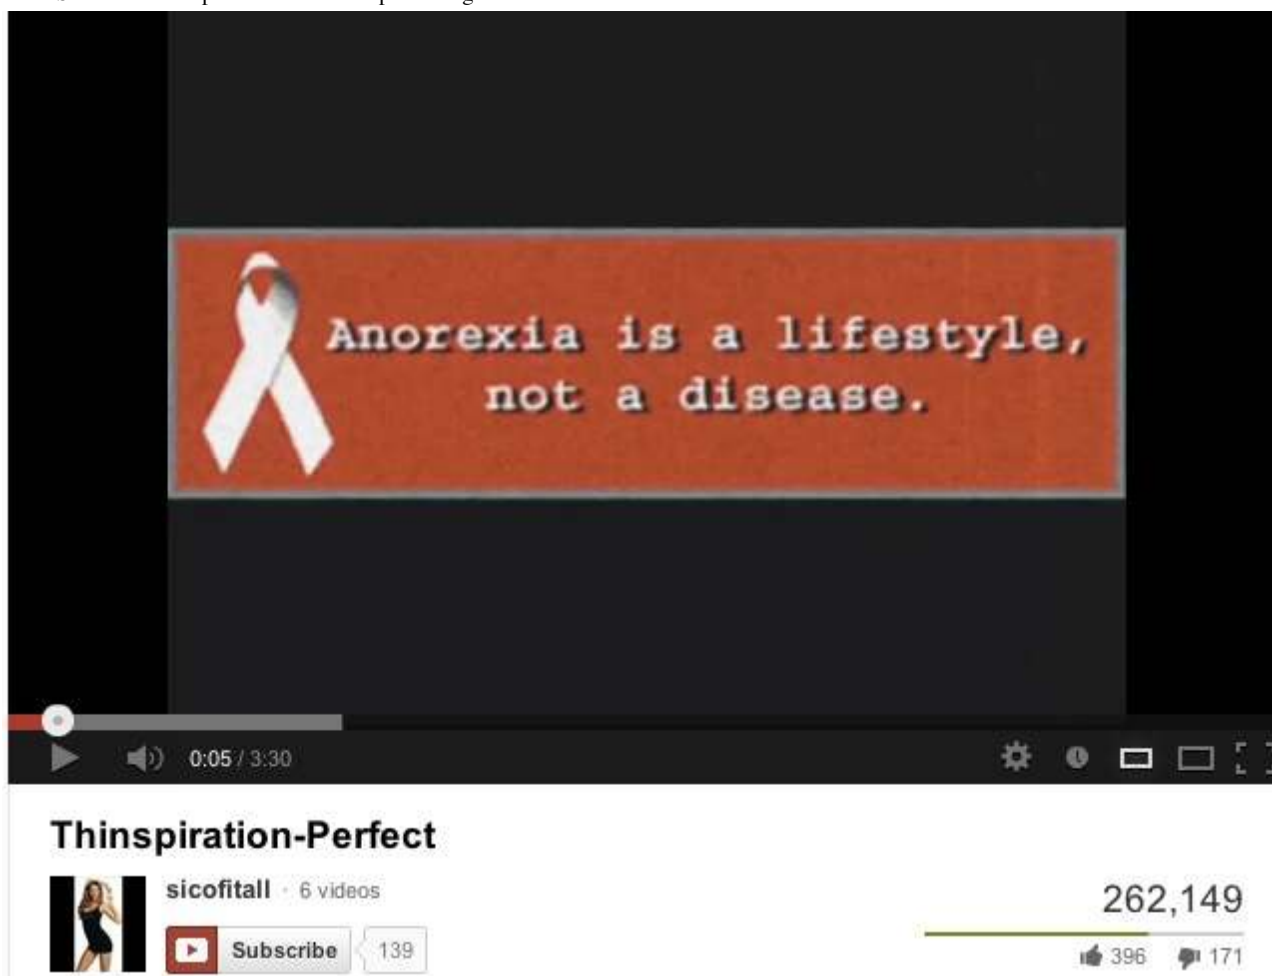 Anorexia is a lifestyle,
not a disease.
0:05 / 3:30
Thinspiration-Perfect
sicofitall · 6 videos
262,149
Subscribe 139
396 171